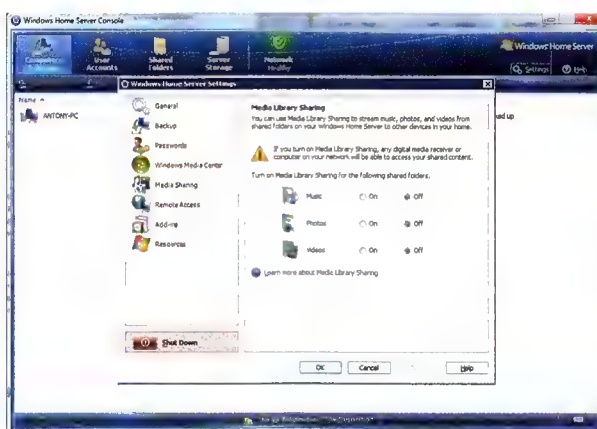 Windows Home Server Console
Computers
User Accounts
Shared Folders
Server Storage
Network Healthy
Windows Home Server
Settings
Help
Name
ANTONY-PC
ed up
Windows Home Server Settings
General
Backup
Passwords
Windows Media Center
Media Sharing
Remote Access
Add-ins
Resources
Shut Down
Media Library Sharing
You can use Media Library Sharing to stream music, photos, and videos from
shared folders on your Windows Home Server to other devices in your home.
If you turn on Media Library Sharing, any digital media receiver or
computer on your network will be able to access your shared content.
Turn on Media Library Sharing for the following shared folders.
Music On Off
Photos On Off
Videos On Off
Learn more about Media Library Sharing
OK Cancel Help